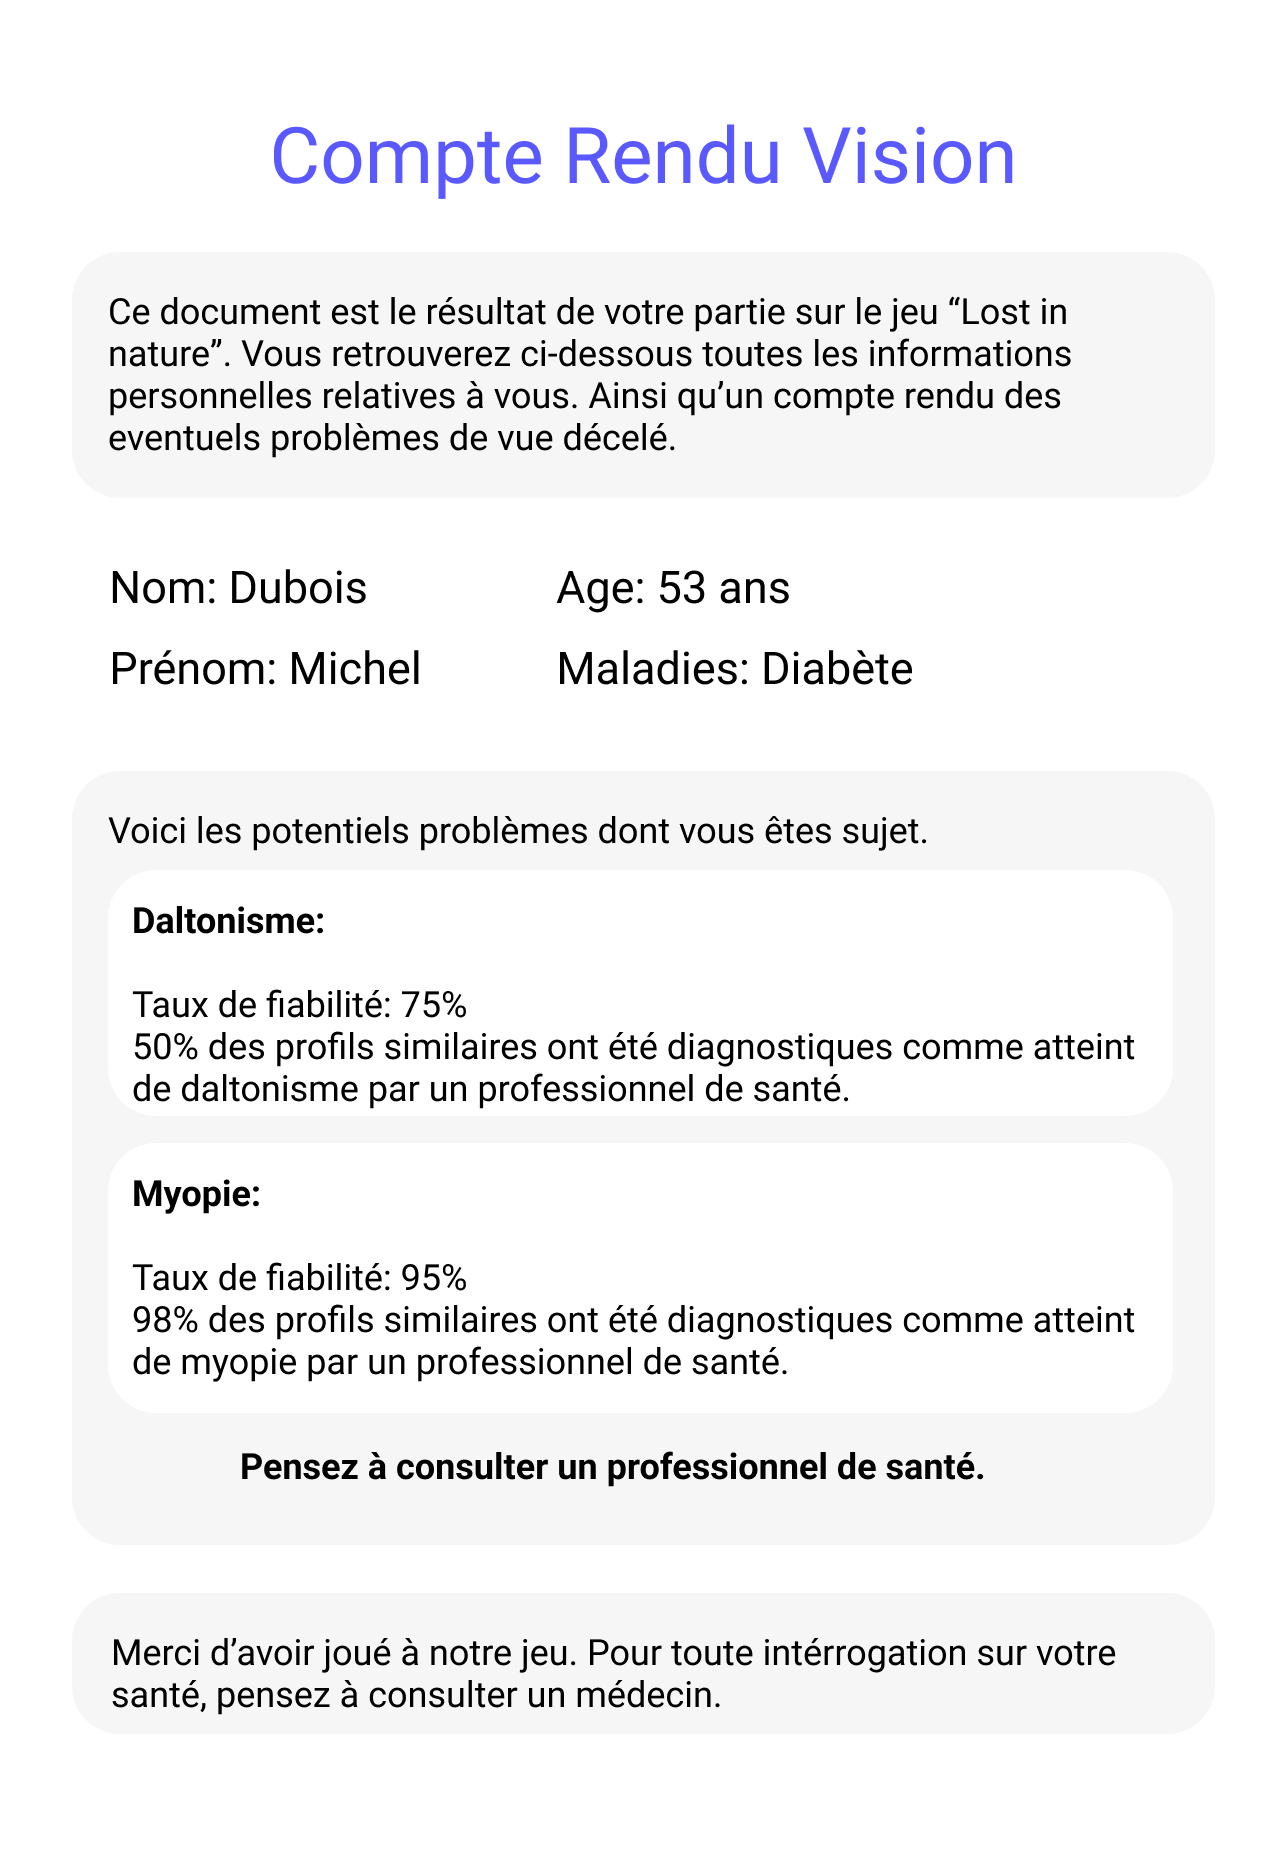 Compte Rendu Vision
Ce document est le résultat de votre partie sur le jeu “Lost in
nature”. Vous retrouverez ci-dessous toutes les informations
personnelles relatives à vous. Ainsi qu’un compte rendu des
eventuels problèmes de vue décelé.
Nom: Dubois
Age: 53 ans
Prénom: Michel
Maladies: Diabète
Voici les potentiels problèmes dont vous êtes sujet.
Daltonisme:
Taux de fiabilité: 75%
50% des profils similaires ont été diagnostiques comme atteint
de daltonisme par un professionnel de santé.
Myopie:
Taux de fiabilité: 95%
98% des profils similaires ont été diagnostiques comme atteint
de myopie par un professionnel de santé.
Pensez à consulter un professionnel de santé.
Merci d’avoir joué à notre jeu. Pour toute intérrogation sur votre
santé, pensez à consulter un médecin.